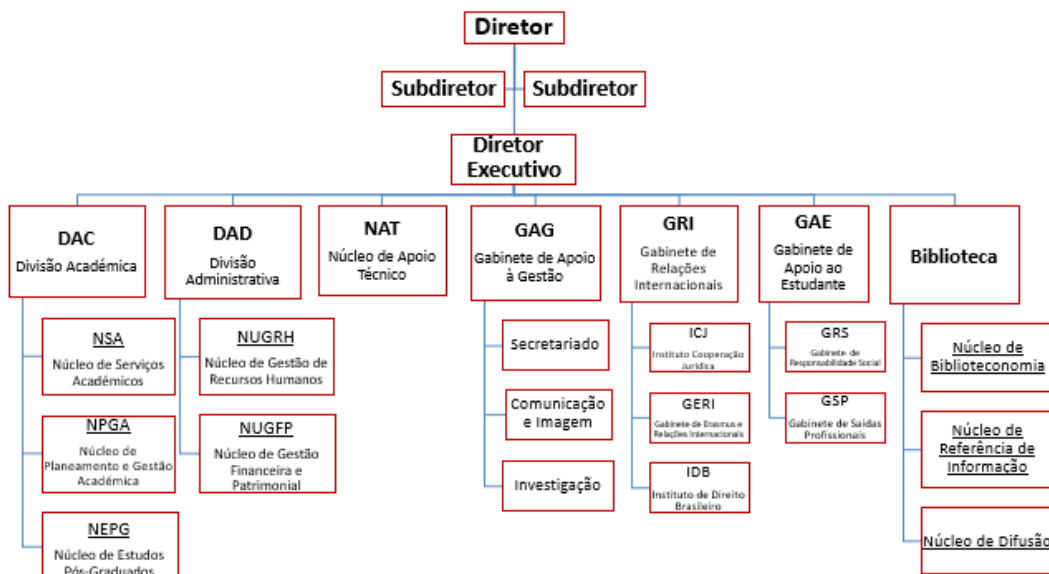 Diretor
Subdiretor
Subdiretor
Diretor
Executivo
DAC
Divisão Académica
DAD
Divisão
Administrativa
NAT
Núcleo de Apoio
Técnico
GAG
Gabinete de Apoio
à Gestão
GRI
Gabinete de
Relações
Internacionais
GAE
Gabinete de
Apoio ao
Estudante
Biblioteca
NSA
Núcleo de Serviços
Académicos
NPGA
Núcleo de
Planeamento e Gestão
Académica
NEPG
Núcleo de Estudos
Pós-Graduados
NUGRH
Núcleo de Gestão de
Recursos Humanos
NUGFP
Núcleo de Gestão
Financeira e
Patrimonial
Secretariado
Comunicação
e Imagem
Investigação
ICJ
Instituto Cooperação
Jurídica
GERI
Gabinete de Erasmus e
Relações Internacionais
IDB
Instituto de Direito
Brasileiro
GRS
Gabinete de
Responsabilidade Social
GSP
Gabinete de Saídas
Profissionais
Núcleo de
Biblioteconomia
Núcleo de
Referência de
Informação
Núcleo de Difusão